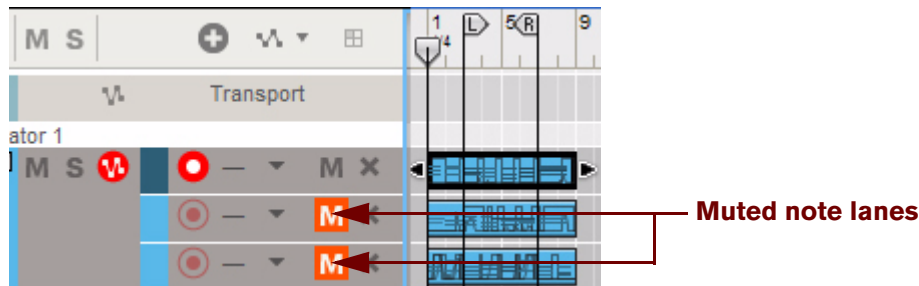 M S
1 L 5 R 9
4
Transport
ator 1
M S M
M
M
Muted note lanes